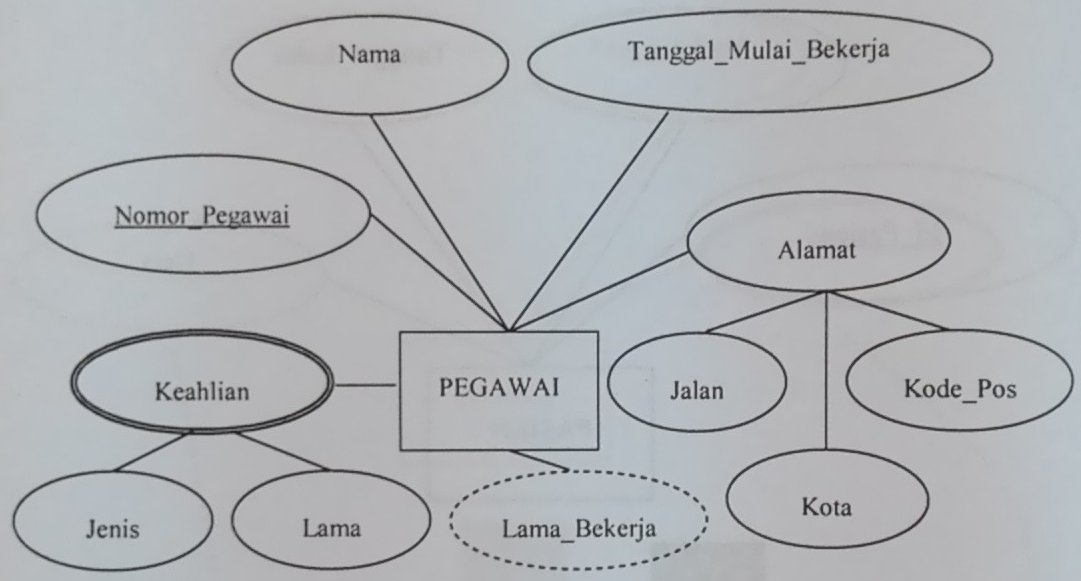 Nama
Tanggal_Mulai_Bekerja
Nomor_Pegawai
Alamat
Keahlian
PEGAWAI
Jalan
Kode_Pos
Jenis
Lama
Lama_Bekerja
Kota